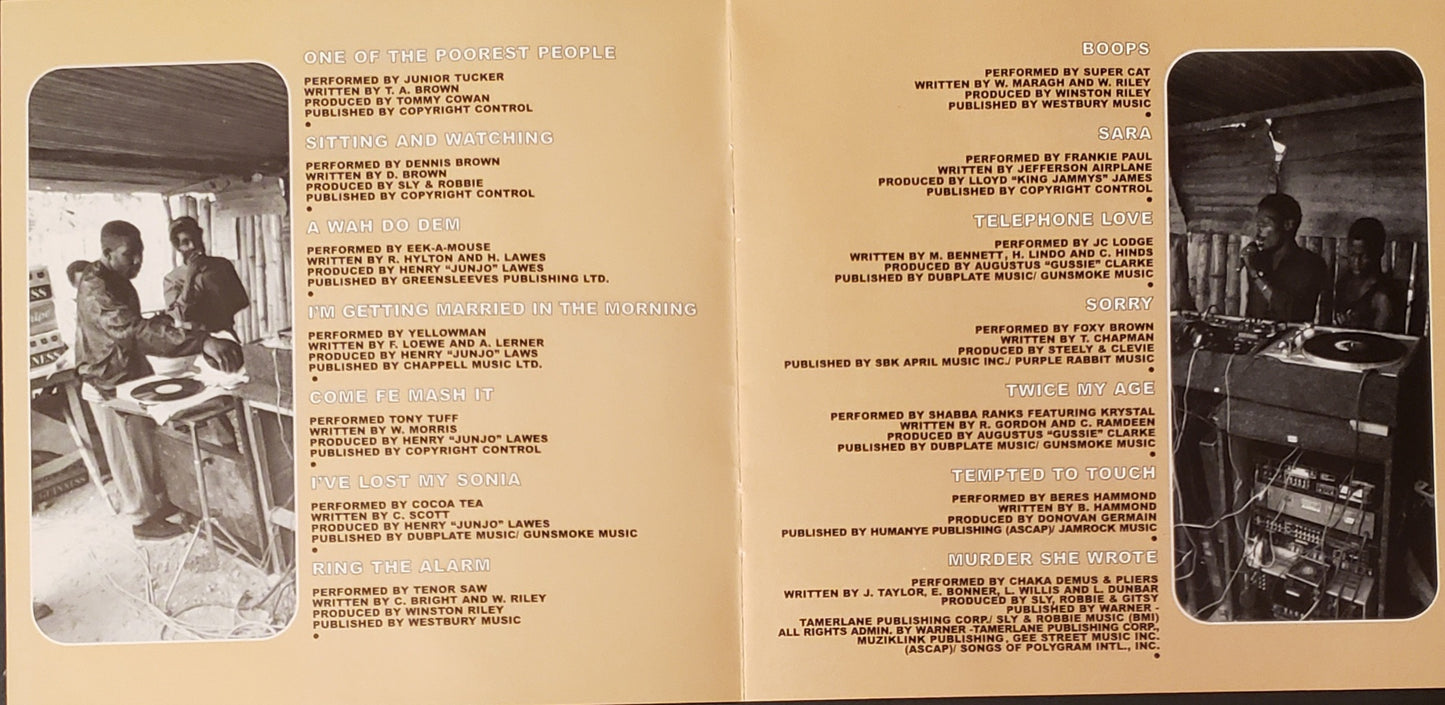 ONE OF THE POOREST PEOPLE
PERFORMED BY JUNIOR TUCKER
WRITTEN BY T. A. BROWN
PRODUCED BY TOMMY COWAN
PUBLISHED BY COPYRIGHT CONTROL
•
SITTING AND WATCHING
PERFORMED BY DENNIS BROWN
WRITTEN BY D. BROWN
PRODUCED BY SLY & ROBBIE
PUBLISHED BY COPYRIGHT CONTROL
•
A WAH DO DEM
PERFORMED BY EEK-A-MOUSE
WRITTEN BY R. HYLTON AND H. LAWES
PRODUCED BY HENRY "JUNJO" LAWES
PUBLISHED BY GREENSLEEVES PUBLISHING LTD.
•
I'M GETTING MARRIED IN THE MORNING
PERFORMED BY YELLOWMAN
WRITTEN BY F. LOEWE AND A. LERNER
PRODUCED BY HENRY "JUNJO" LAWS
PUBLISHED BY CHAPPELL MUSIC LTD.
•
COME FE MASH IT
PERFORMED TONY TUFF
WRITTEN BY W. MORRIS
PRODUCED BY HENRY "JUNJO" LAWES
PUBLISHED BY COPYRIGHT CONTROL
•
I'VE LOST MY SONIA
PERFORMED BY COCOA TEA
WRITTEN BY C. SCOTT
PRODUCED BY HENRY "JUNJO" LAWES
PUBLISHED BY DUBPLATE MUSIC/ GUNSMOKE MUSIC
•
RING THE ALARM
PERFORMED BY TENOR SAW
WRITTEN BY C. BRIGHT AND W. RILEY
PRODUCED BY WINSTON RILEY
PUBLISHED BY WESTBURY MUSIC
•
BOOPS
PERFORMED BY SUPER CAT
WRITTEN BY W. MARAGH AND W. RILEY
PRODUCED BY WINSTON RILEY
PUBLISHED BY WESTBURY MUSIC
•
SARA
PERFORMED BY FRANKIE PAUL
WRITTEN BY JEFFERSON AIRPLANE
PRODUCED BY LLOYD "KING JAMMYS" JAMES
PUBLISHED BY COPYRIGHT CONTROL
•
TELEPHONE LOVE
PERFORMED BY JC LODGE
WRITTEN BY M. BENNETT, H. LINDO AND C. HINDS
PRODUCED BY AUGUSTUS "GUSSIE" CLARKE
PUBLISHED BY DUBPLATE MUSIC/ GUNSMOKE MUSIC
•
SORRY
PERFORMED BY FOXY BROWN
WRITTEN BY T. CHAPMAN
PRODUCED BY STEELY & CLEVIE
PUBLISHED BY SBK APRIL MUSIC INC./ PURPLE RABBIT MUSIC
•
TWICE MY AGE
PERFORMED BY SHABBA RANKS FEATURING KRYSTAL
WRITTEN BY R. GORDON AND C. RAMDEEN
PRODUCED BY AUGUSTUS "GUSSIE" CLARKE
PUBLISHED BY DUBPLATE MUSIC/ GUNSMOKE MUSIC
•
TEMPTED TO TOUCH
PERFORMED BY BERES HAMMOND
WRITTEN BY B. HAMMOND
PRODUCED BY DONOVAN GERMAIN
PUBLISHED BY HUMANYE PUBLISHING (ASCAP)/ JAMROCK MUSIC
•
MURDER SHE WROTE
PERFORMED BY CHAKA DEMUS & PLIERS
WRITTEN BY J. TAYLOR, E. BONNER, L. WILLIS AND L. DUNBAR
PRODUCED BY SLY, ROBBIE & GITSY
PUBLISHED BY WARNER -
TAMERLANE PUBLISHING CORP./ SLY & ROBBIE MUSIC (BMI)
ALL RIGHTS ADMIN. BY WARNER -TAMERLANE PUBLISHING CORP.,
MUZIKLINK PUBLISHING, GEE STREET MUSIC INC.
(ASCAP)/ SONGS OF POLYGRAM INTL., INC.
•
GUINNESS